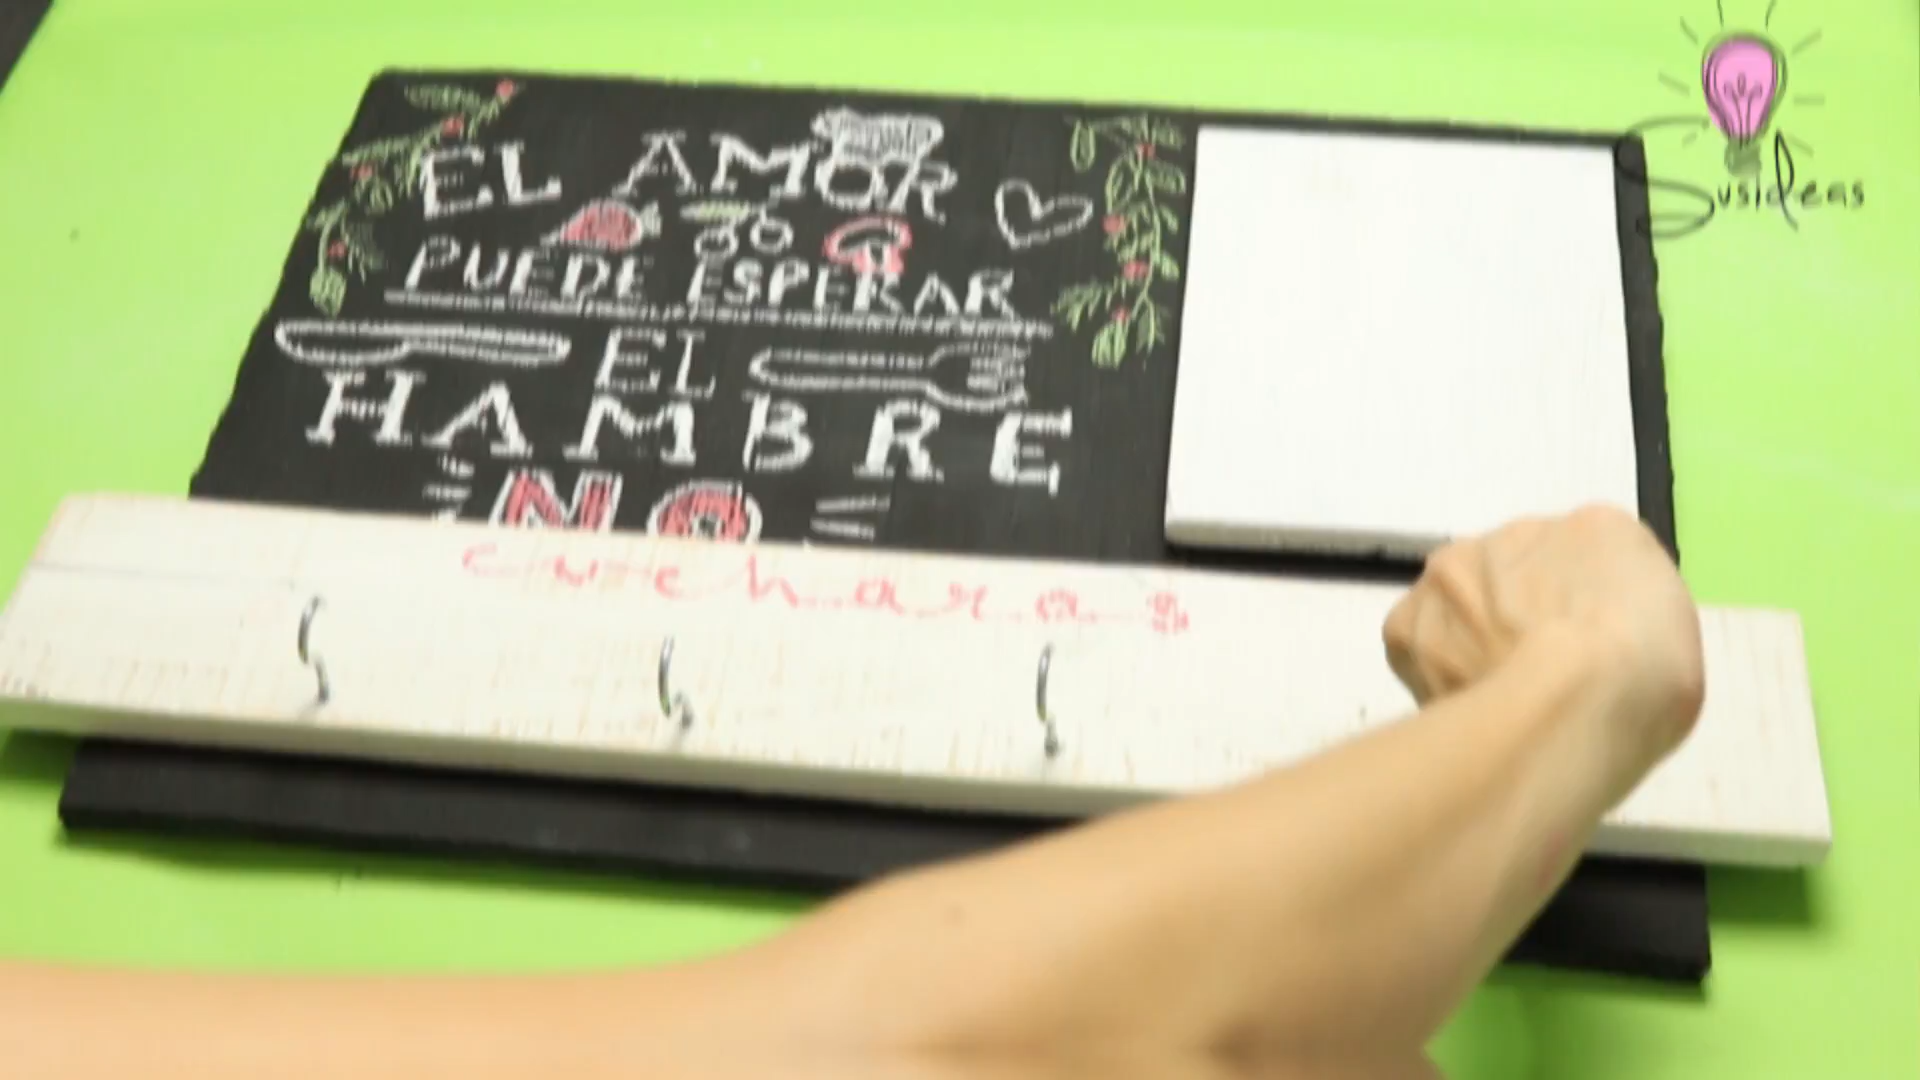 EL AMOR
PUEDE ESPERAR
EL
HAMBRE
NO
cucharas
Susideas